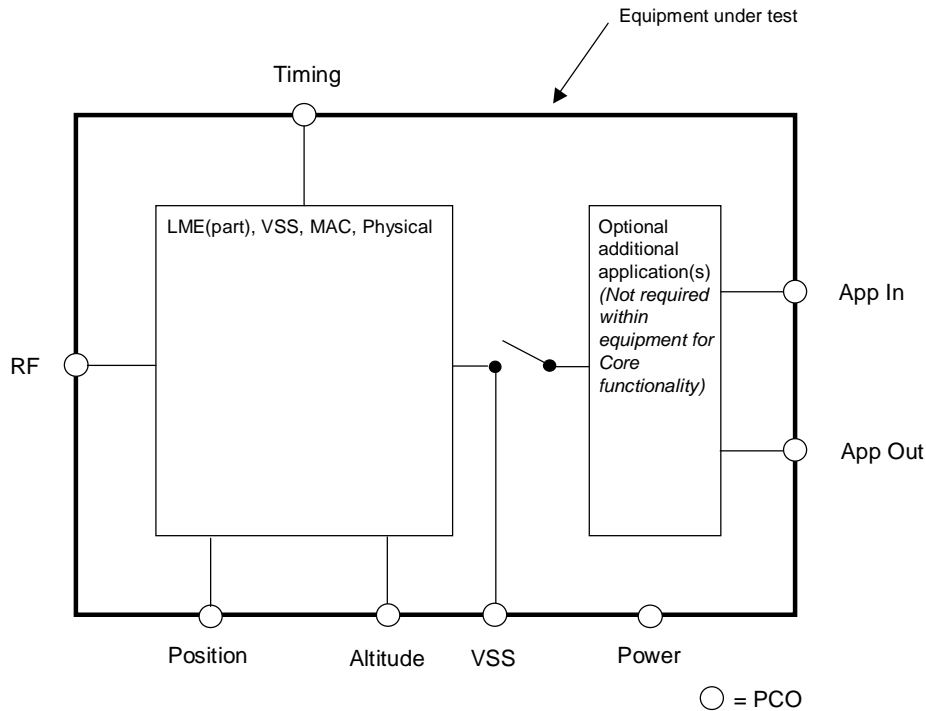 Equipment under test
Timing
LME(part), VSS, MAC, Physical
Optional
additional
application(s)
(Not required
within
equipment for
Core
functionality)
App In
RF
App Out
Position
Altitude
VSS
Power
= PCO